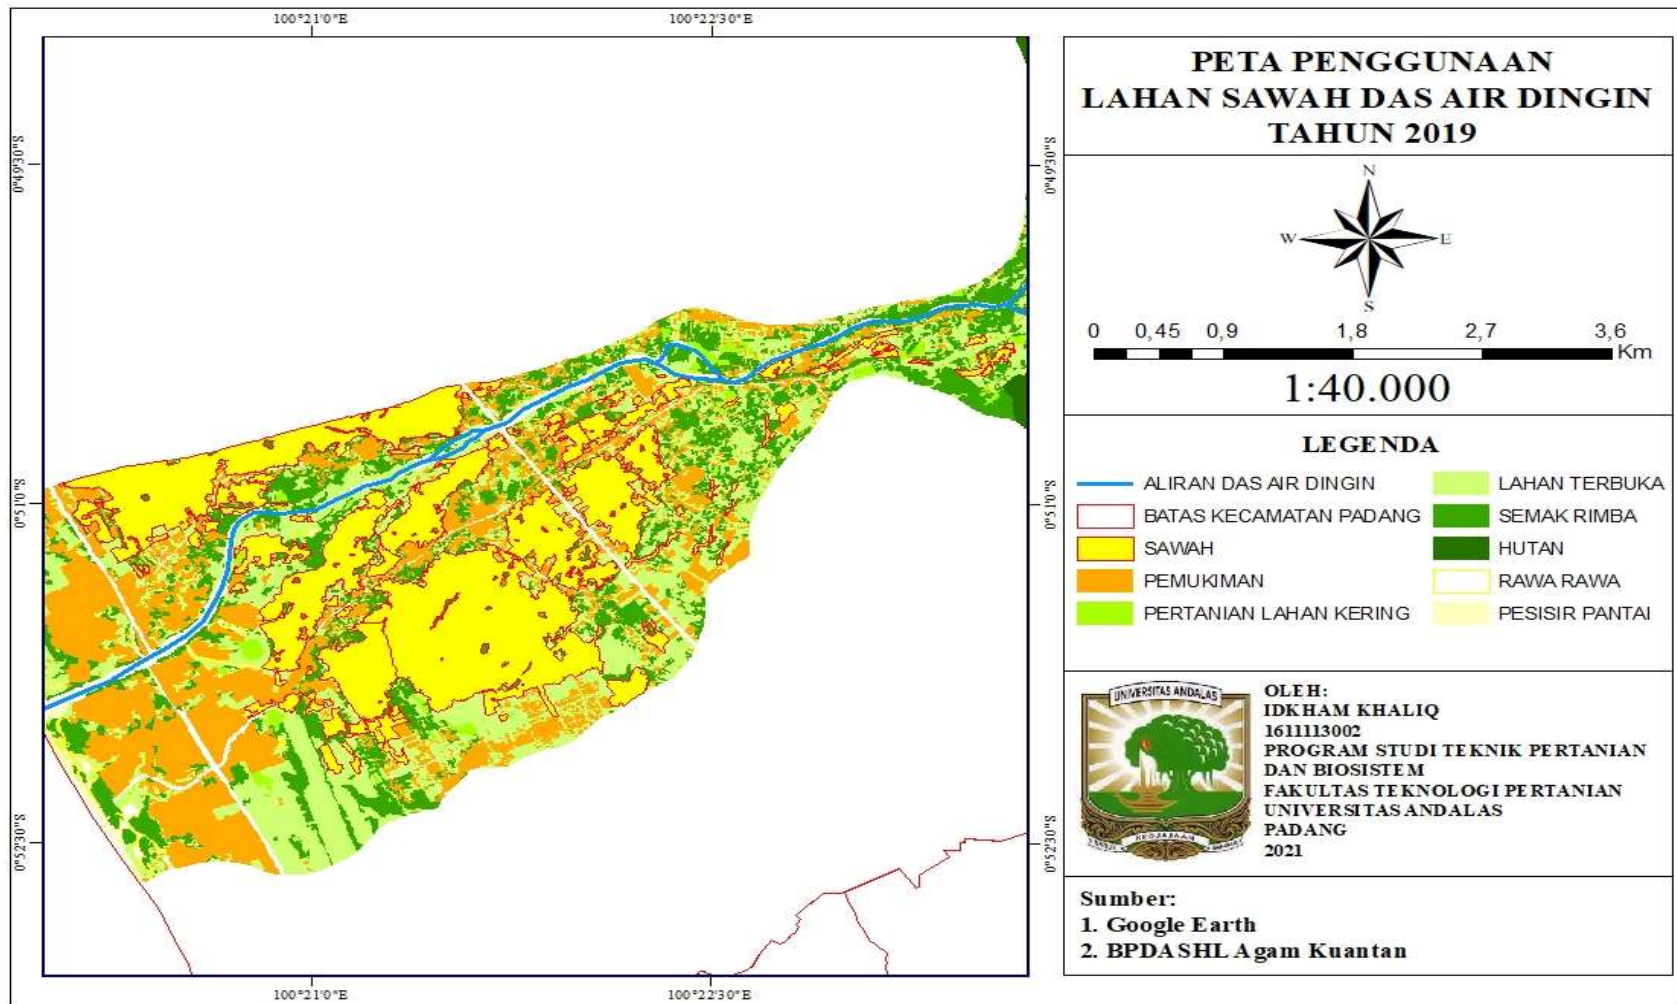 100°21'0"E
100°22'30"E
0°49'30"S
0°49'30"S
0°51'0"S
0°51'0"S
0°52'30"S
0°52'30"S
100°21'0"E
100°22'30"E
PETA PENGGUNAAN
LAHAN SAWAH DAS AIR DINGIN
TAHUN 2019
N
W
E
S
0 0,45 0,9 1,8 2,7 3,6
Km
1:40.000
LEGENDA
ALIRAN DAS AIR DINGIN
BATAS KECAMATAN PADANG
SAWAH
PEMUKIMAN
PERTANIAN LAHAN KERING
LAHAN TERBUKA
SEMAK RIMBA
HUTAN
RAWA RAWA
PESISIR PANTAI
UNIVERSITAS ANDALAS
KEDJAJAAN
OLEH:
IDKHAM KHALIQ
1611113002
PROGRAM STUDI TEKNIK PERTANIAN
DAN BIOSISTEM
FAKULTAS TEKNOLOGI PERTANIAN
UNIVERSITAS ANDALAS
PADANG
2021
Sumber:
1. Google Earth
2. BPDASHL Agam Kuantan